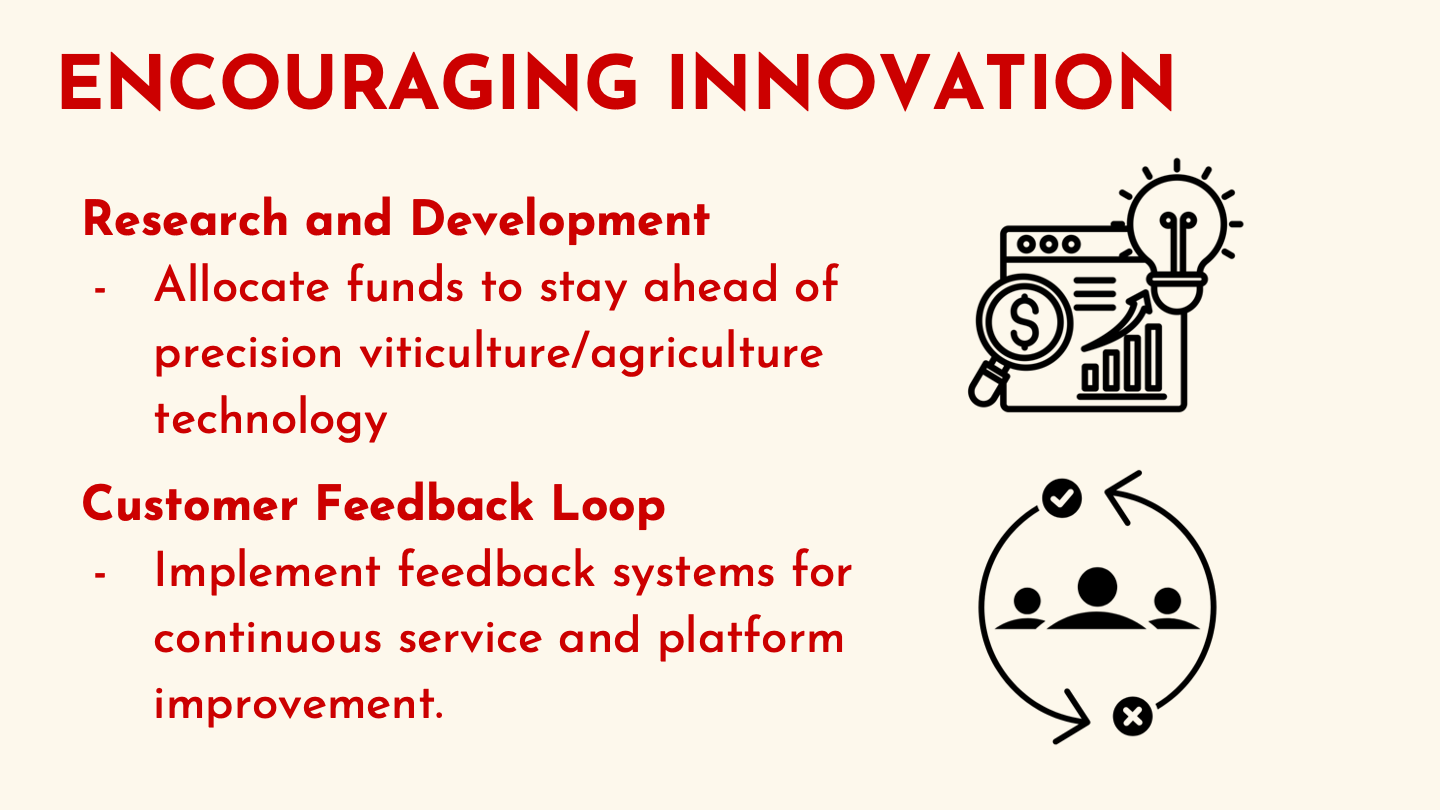 ENCOURAGING INNOVATION
Research and Development
- Allocate funds to stay ahead of
precision viticulture/agriculture
technology
$
Customer Feedback Loop
- Implement feedback systems for
continuous service and platform
improvement.